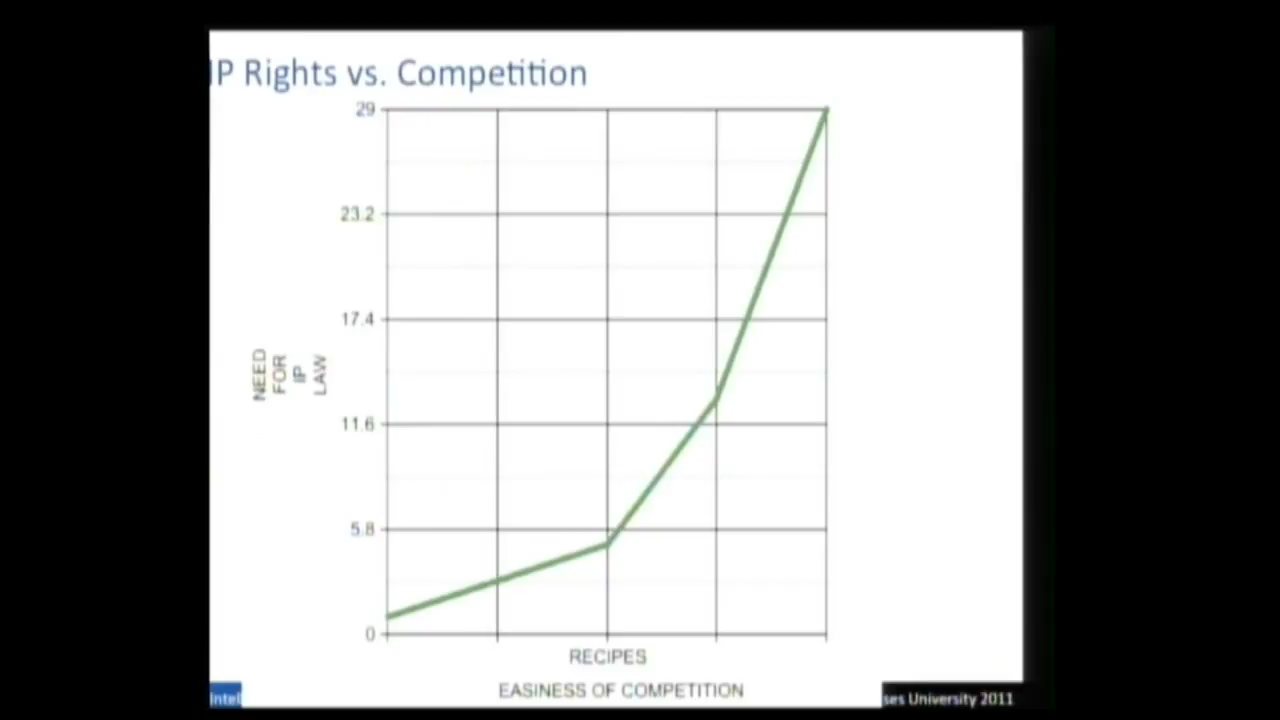 IP Rights vs. Competition
29
23.2
17.4
11.6
5.8
0
NEED
FOR
IP
LAW
RECIPES
EASINESS OF COMPETITION
Intel
ses University 2011